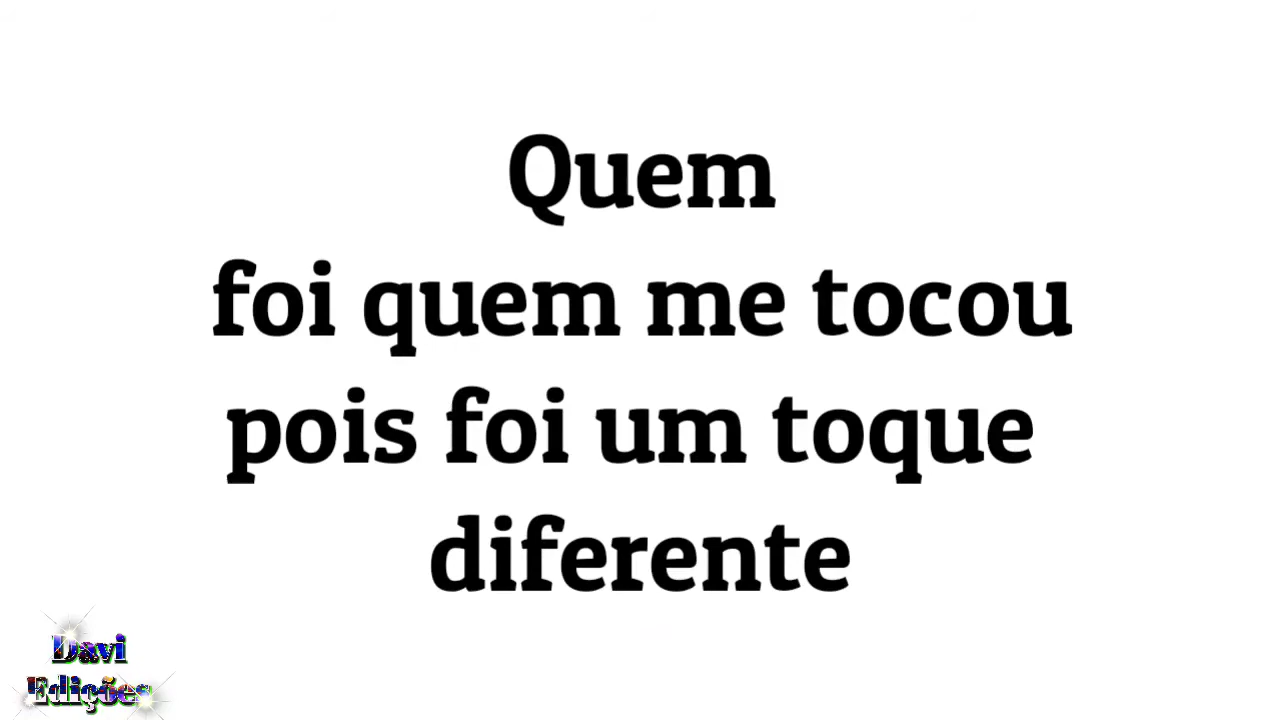 Quem
foi quem me tocou
pois foi um toque
diferente
Davi
Edições